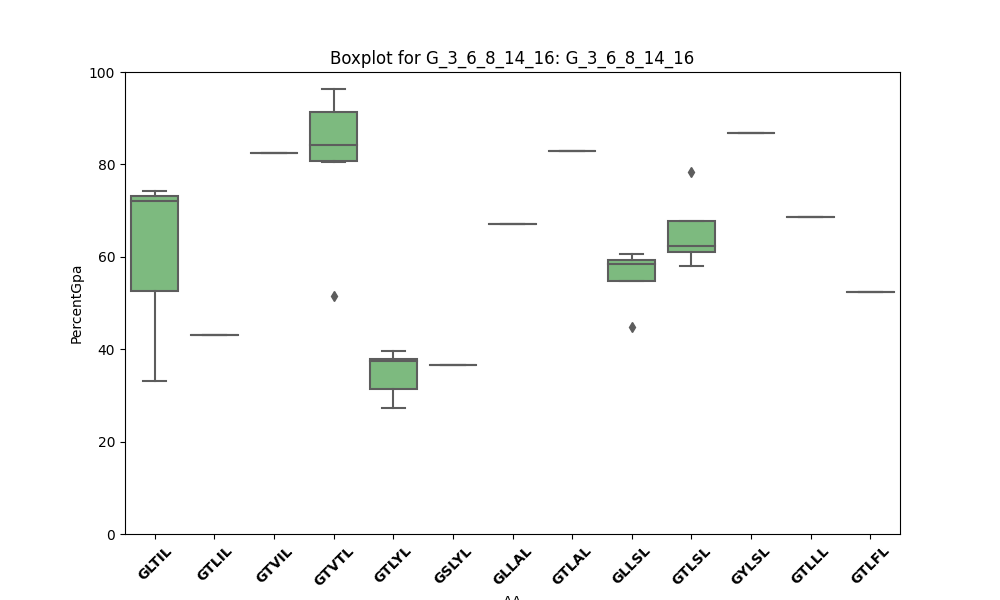 Boxplot for G_3_6_8_14_16: G_3_6_8_14_16
100
80
60
40
20
0
PercentGpa
GLTIL
GTLIL
GTVIL
GTVTL
GTLYL
GSLYL
GLLAL
GTLAL
GLLSL
GTLSL
GYLSL
GTLLL
GTLFL
AA